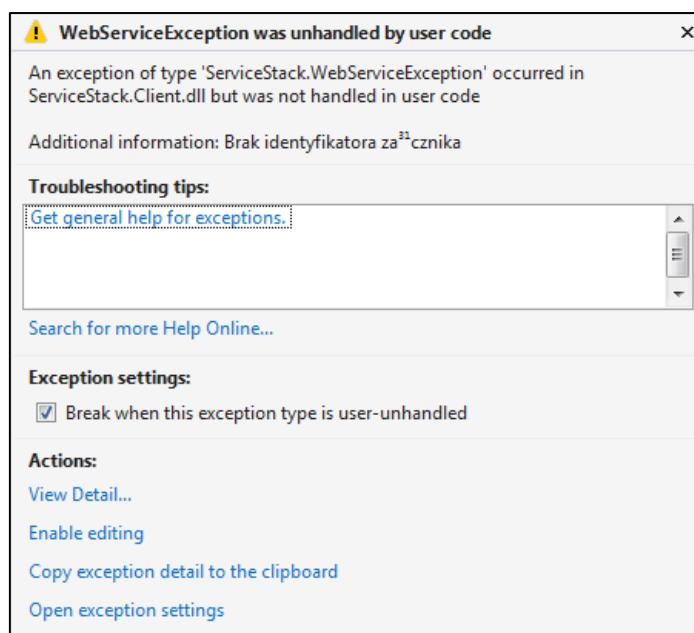 WebServiceException was unhandled by user code
An exception of type 'ServiceStack.WebServiceException' occurred in
ServiceStack.Client.dll but was not handled in user code
Additional information: Brak identyfikatora za³¹cznika
Troubleshooting tips:
Get general help for exceptions.
Search for more Help Online...
Exception settings:
Break when this exception type is user-unhandled
Actions:
View Detail...
Enable editing
Copy exception detail to the clipboard
Open exception settings